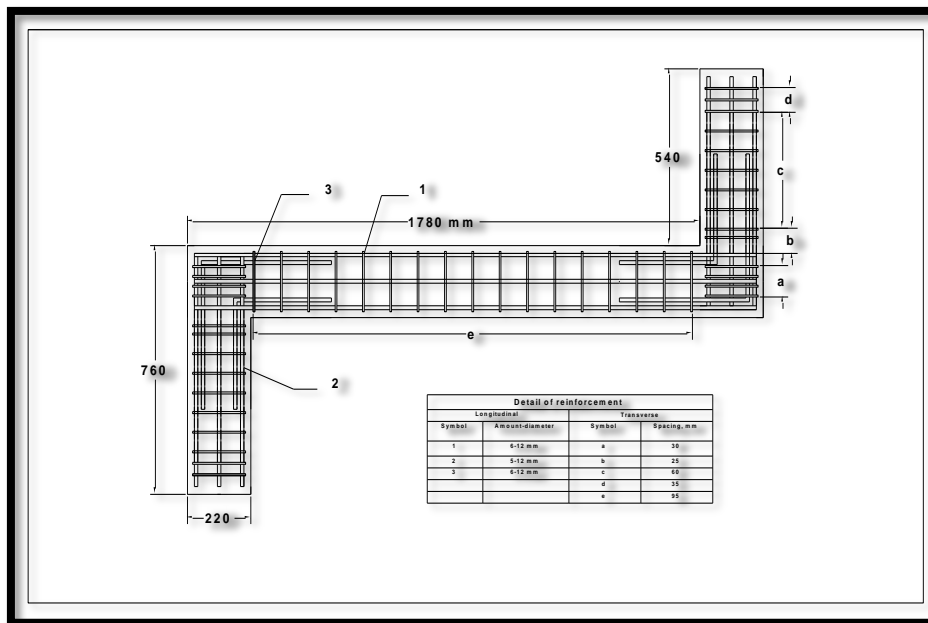 d
540
c
3
1
1780 mm
b
a
e
760
2
Detail of reinforcement
Longitudinal Transverse
Symbol Amount-diameter Symbol Spacing, mm
1 6-12 mm a 30
2 5-12 mm b 25
3 6-12 mm c 60
d 35
e 95
220